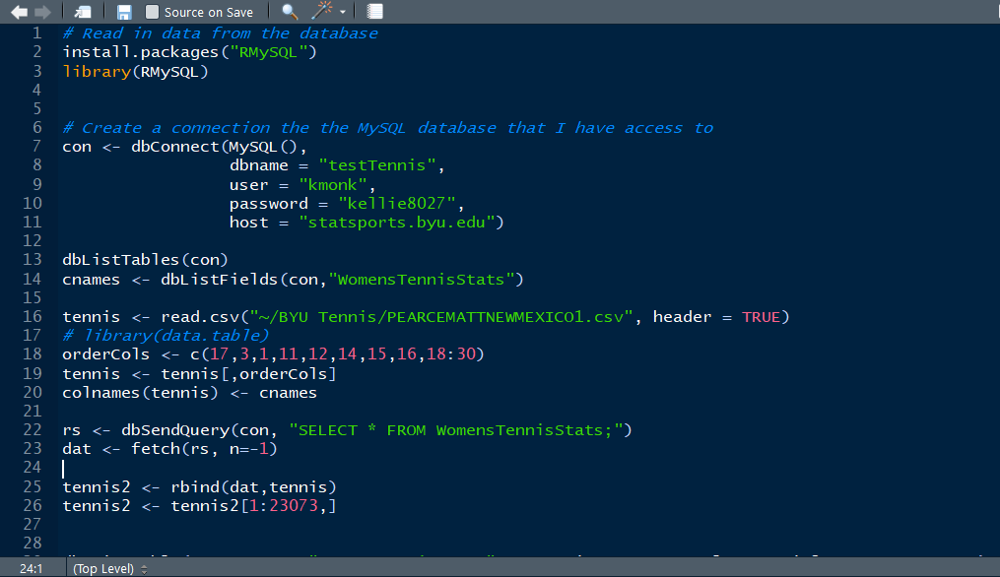 Source on Save
1 # Read in data from the database
2 install.packages("RMySQL")
3 library(RMySQL)
4
5
6 # Create a connection the the MySQL database that I have access to
7 con <- dbConnect(MySQL(),
8 dbname = "testTennis",
9 user = "kmonk",
10 password = "kellie8027",
11 host = "statsports.byu.edu")
12
13 dbListTables(con)
14 cnames <- dbListFields(con,"WomensTennisStats")
15
16 tennis <- read.csv("~/BYU Tennis/PEARCEMATTNEWMEXICO1.csv", header = TRUE)
17 # library(data.table)
18 orderCols <- c(17,3,1,11,12,14,15,16,18:30)
19 tennis <- tennis[,orderCols]
20 colnames(tennis) <- cnames
21
22 rs <- dbSendQuery(con, "SELECT * FROM WomensTennisStats;")
23 dat <- fetch(rs, n=-1)
24
25 tennis2 <- rbind(dat,tennis)
26 tennis2 <- tennis2[1:23073,]
27
28
24:1 (Top Level)